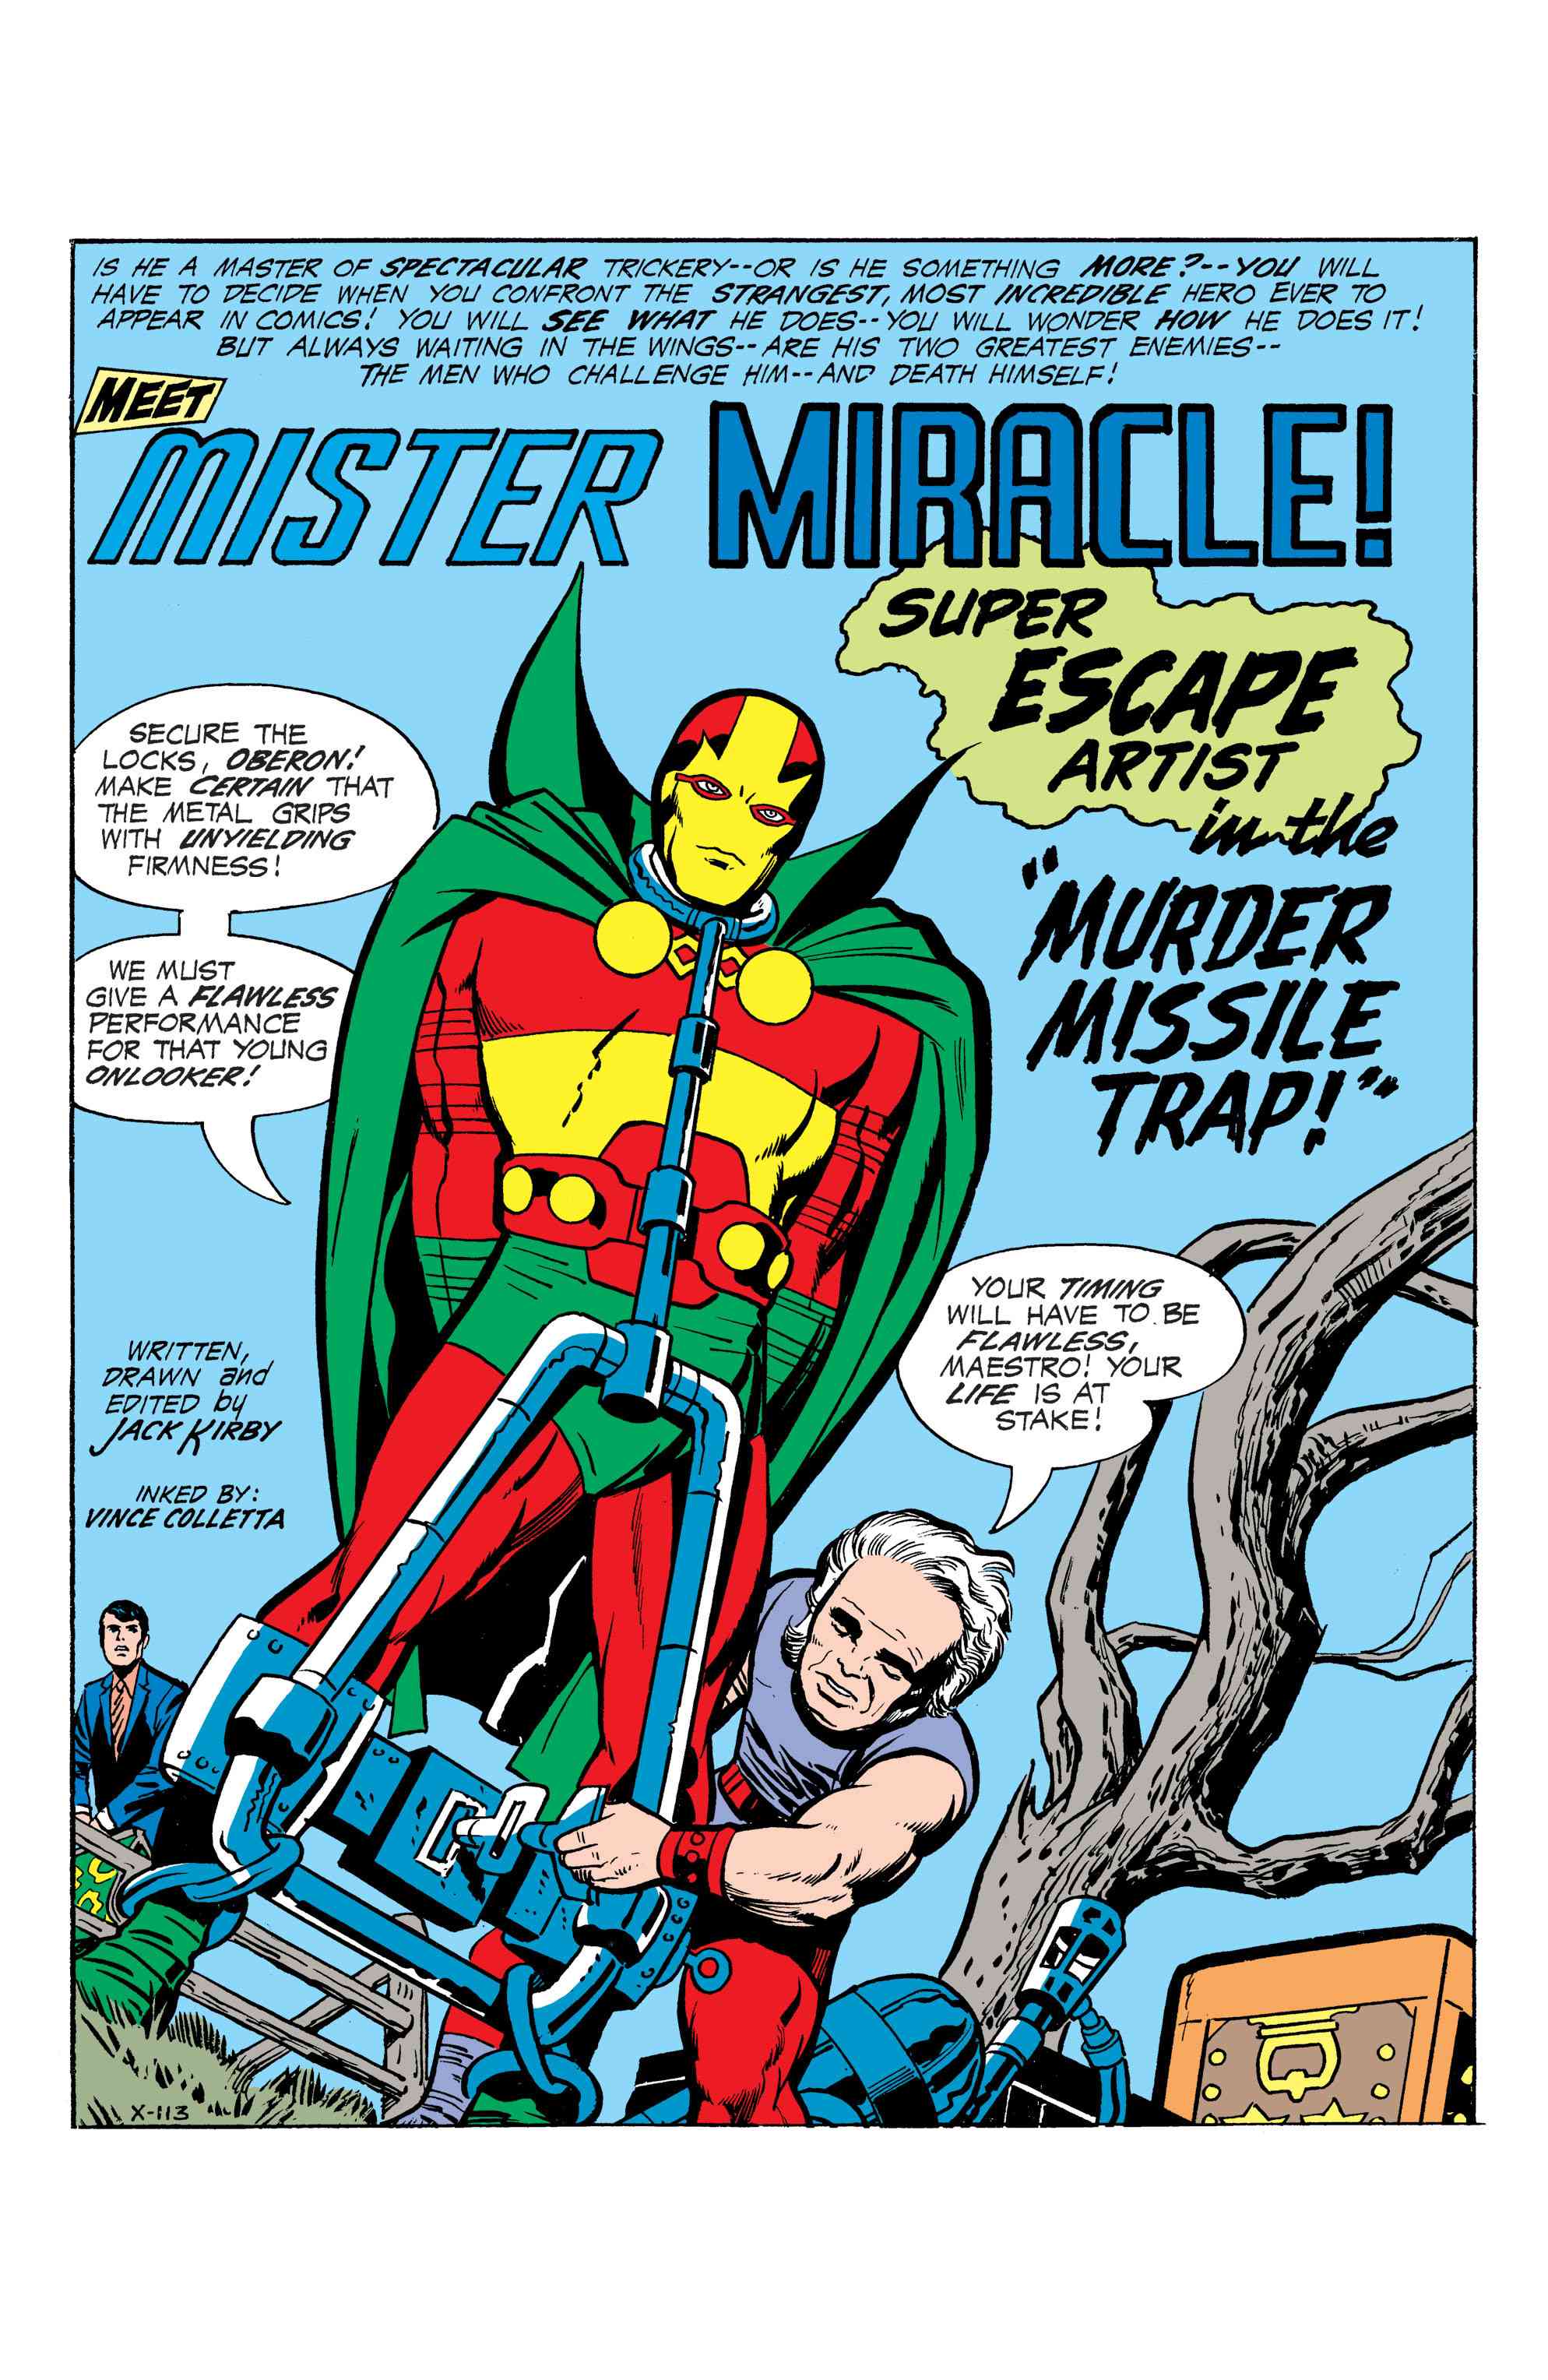 IS HE A MASTER OF SPECTACULAR TRICKERY--OR IS HE SOMETHING MORE?--YOU WILL
HAVE TO DECIDE WHEN YOU CONFRONT THE STRANGEST, MOST INCREDIBLE HERO EVER TO
APPEAR IN COMICS! YOU WILL SEE WHAT HE DOES--YOU WILL WONDER HOW HE DOES IT!
BUT ALWAYS WAITING IN THE WINGS--ARE HIS TWO GREATEST ENEMIES--
THE MEN WHO CHALLENGE HIM--AND DEATH HIMSELF!
MEET
MISTER MIRACLE!
SUPER
ESCAPE
ARTIST
in the
"MURDER
MISSILE
TRAP!"
SECURE THE
LOCKS, OBERON!
MAKE CERTAIN THAT
THE METAL GRIPS
WITH UNYIELDING
FIRMNESS!
WE MUST
GIVE A FLAWLESS
PERFORMANCE
FOR THAT YOUNG
ONLOOKER!
YOUR TIMING
WILL HAVE TO BE
FLAWLESS,
MAESTRO! YOUR
LIFE IS AT
STAKE!
WRITTEN,
DRAWN and
EDITED by
JACK KIRBY
INKED BY:
VINCE COLLETTA
X-113